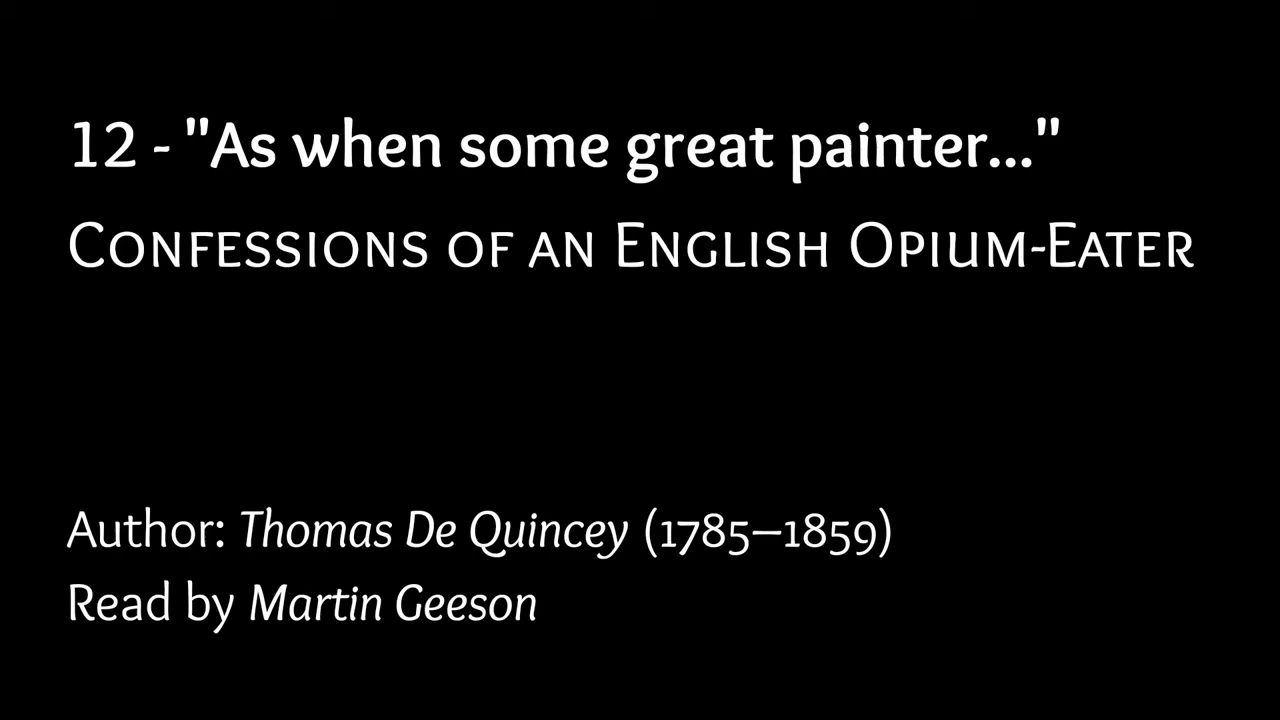 12 - "As when some great painter..."
Confessions of an English Opium-Eater
Author: Thomas De Quincey (1785–1859)
Read by Martin Geeson